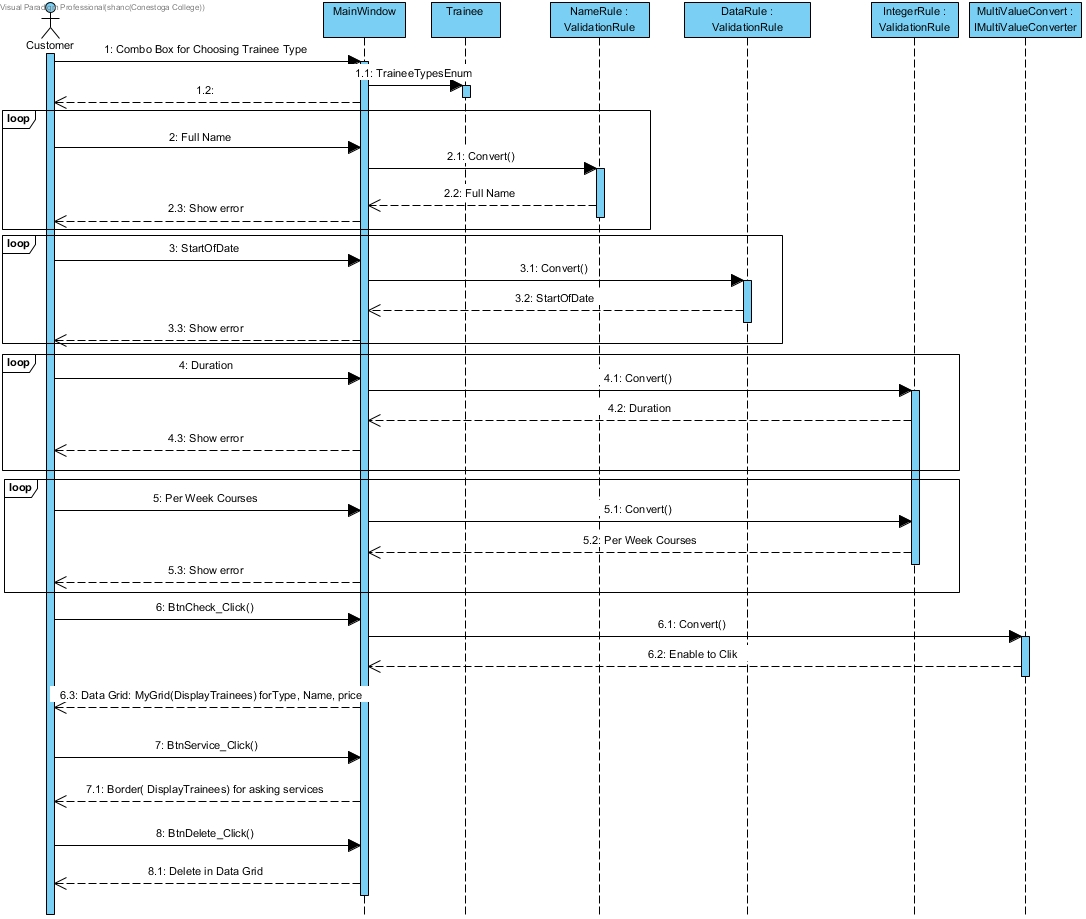 Visual Paradigm Professional(shanc(Conestoga College))
Customer
MainWindow
Trainee
NameRule :
ValidationRule
DataRule :
ValidationRule
IntegerRule :
ValidationRule
MultiValueConvert :
IMultiValueConverter
1: Combo Box for Choosing Trainee Type
1.1: TraineeTypesEnum
1.2:
loop
2: Full Name
2.1: Convert()
2.2: Full Name
2.3: Show error
loop
3: StartOfDate
3.1: Convert()
3.2: StartOfDate
3.3: Show error
loop
4: Duration
4.1: Convert()
4.2: Duration
4.3: Show error
loop
5: Per Week Courses
5.1: Convert()
5.2: Per Week Courses
5.3: Show error
6: BtnCheck_Click()
6.1: Convert()
6.2: Enable to Clik
6.3: Data Grid: MyGrid(DisplayTrainees) forType, Name, price
7: BtnService_Click()
7.1: Border( DisplayTrainees) for asking services
8: BtnDelete_Click()
8.1: Delete in Data Grid